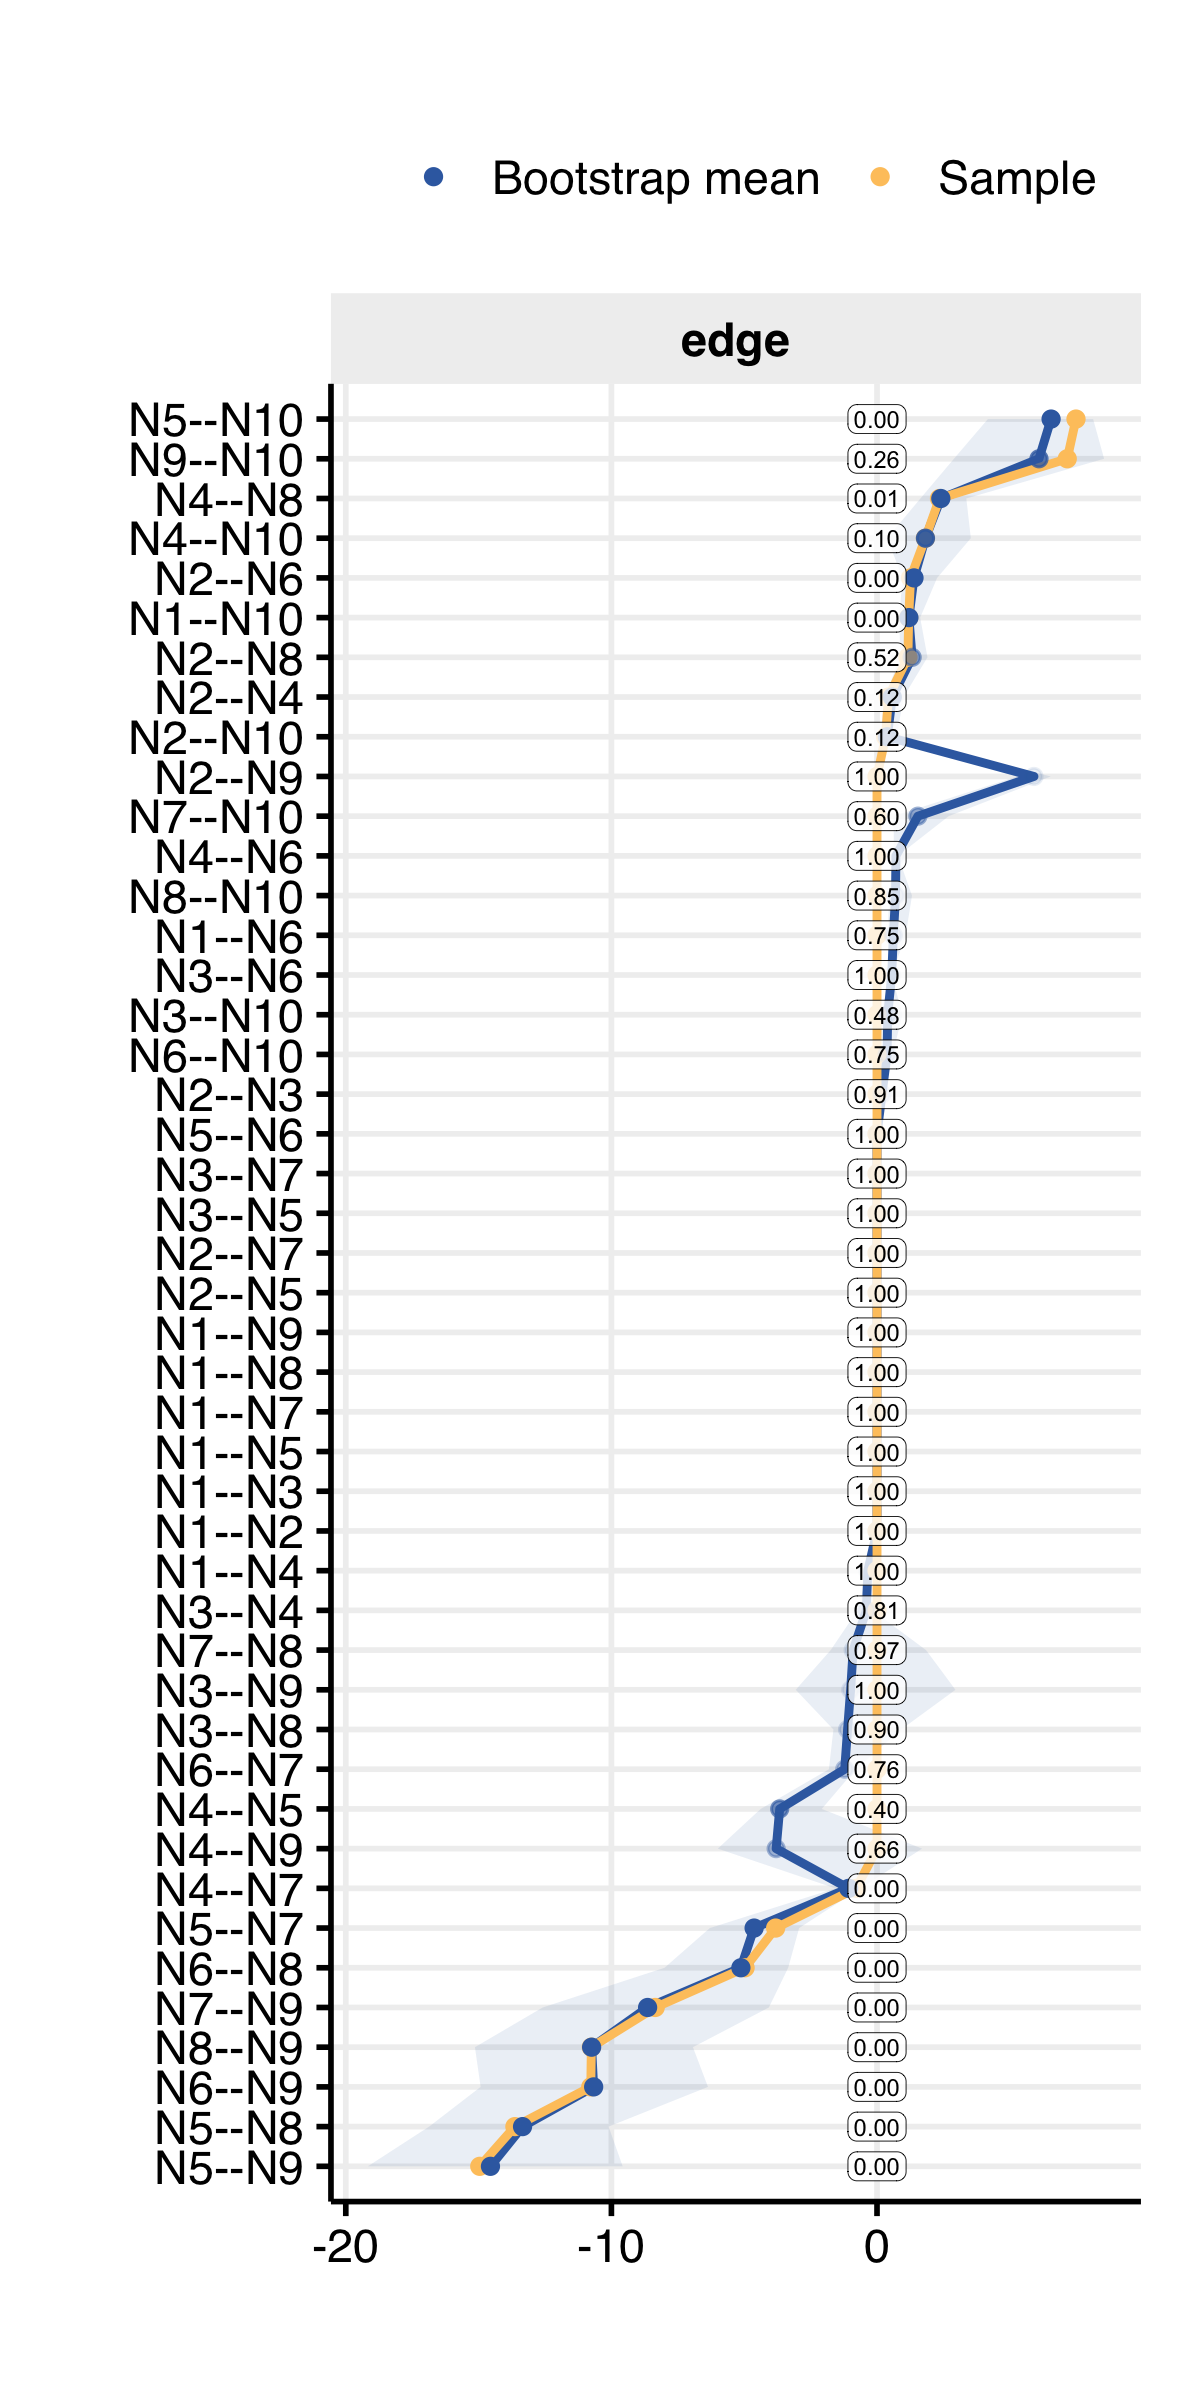 Bootstrap mean Sample
edge
N5--N10 0.00
N9--N10 0.26
N4--N8 0.01
N4--N10 0.10
N2--N6 0.00
N1--N10 0.00
N2--N8 0.52
N2--N4 0.12
N2--N10 0.12
N2--N9 1.00
N7--N10 0.60
N4--N6 1.00
N8--N10 0.85
N1--N6 0.75
N3--N6 1.00
N3--N10 0.48
N6--N10 0.75
N2--N3 0.91
N5--N6 1.00
N3--N7 1.00
N3--N5 1.00
N2--N7 1.00
N2--N5 1.00
N1--N9 1.00
N1--N8 1.00
N1--N7 1.00
N1--N5 1.00
N1--N3 1.00
N1--N2 1.00
N1--N4 1.00
N3--N4 0.81
N7--N8 0.97
N3--N9 1.00
N3--N8 0.90
N6--N7 0.76
N4--N5 0.40
N4--N9 0.66
N4--N7 0.00
N5--N7 0.00
N6--N8 0.00
N7--N9 0.00
N8--N9 0.00
N6--N9 0.00
N5--N8 0.00
N5--N9 0.00
-20 -10 0